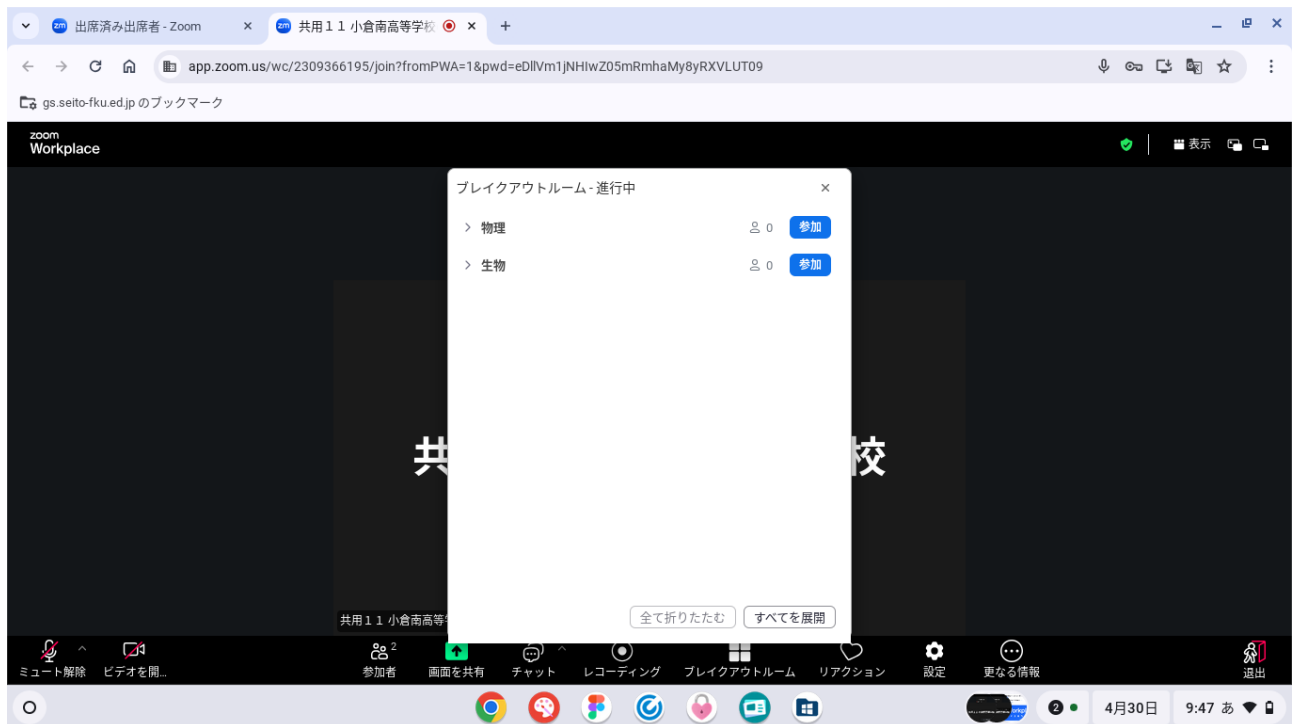 出席済み出席者 - Zoom
共用１１ 小倉南高等学校
app.zoom.us/wc/2309366195/join?fromPWA=1&pwd=eDllVm1jNHIwZ05mRmhaMy8yRXVLUT09
gs.seito-fku.ed.jp のブックマーク
zoom
Workplace
表示
ブレイクアウトルーム - 進行中
物理 0 参加
生物 0 参加
共 校
全て折りたたむ すべてを展開
共用１１ 小倉南高等
ミュート解除 ビデオを開... 参加者 2 画面を共有 チャット レコーディング ブレイクアウトルーム リアクション 設定 更なる情報 退出
2 4月30日 9:47 あ